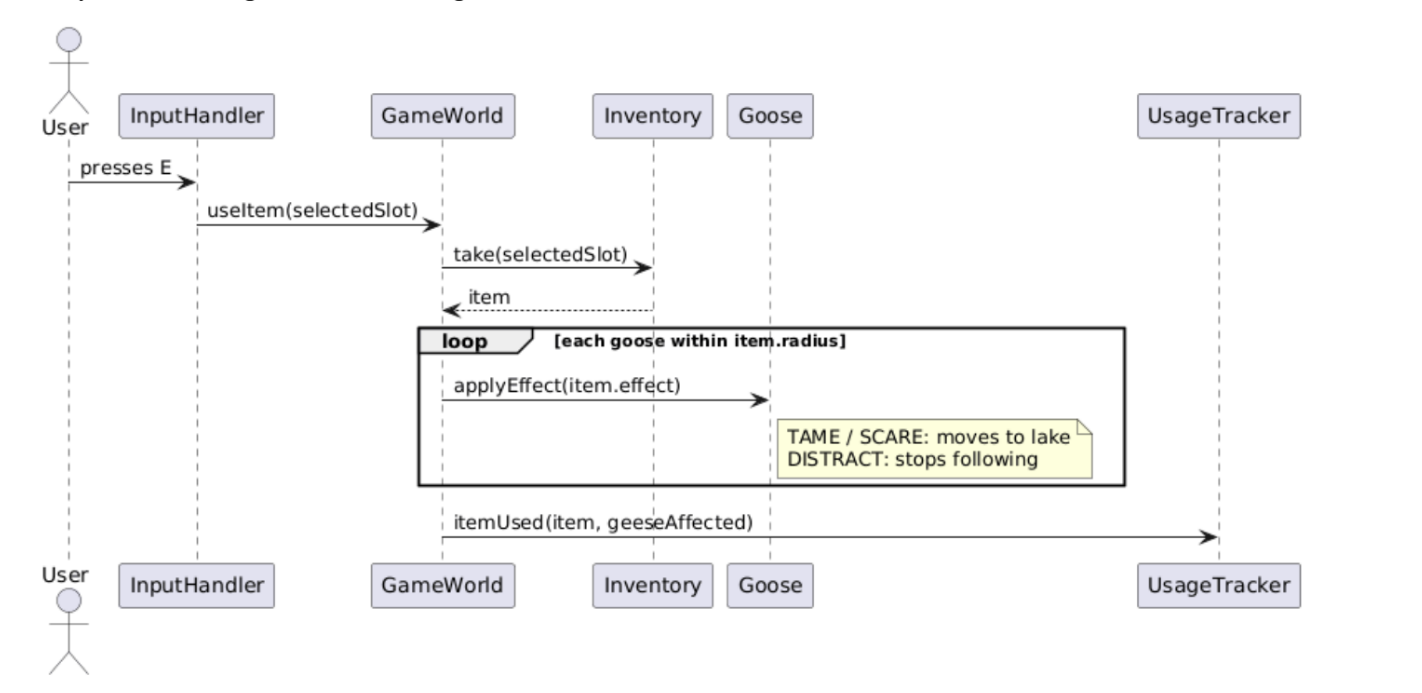 User
InputHandler
GameWorld
Inventory
Goose
UsageTracker
presses E
useItem(selectedSlot)
take(selectedSlot)
item
loop
[each goose within item.radius]
applyEffect(item.effect)
TAME / SCARE: moves to lake
DISTRACT: stops following
itemUsed(item, geeseAffected)
User
InputHandler
GameWorld
Inventory
Goose
UsageTracker